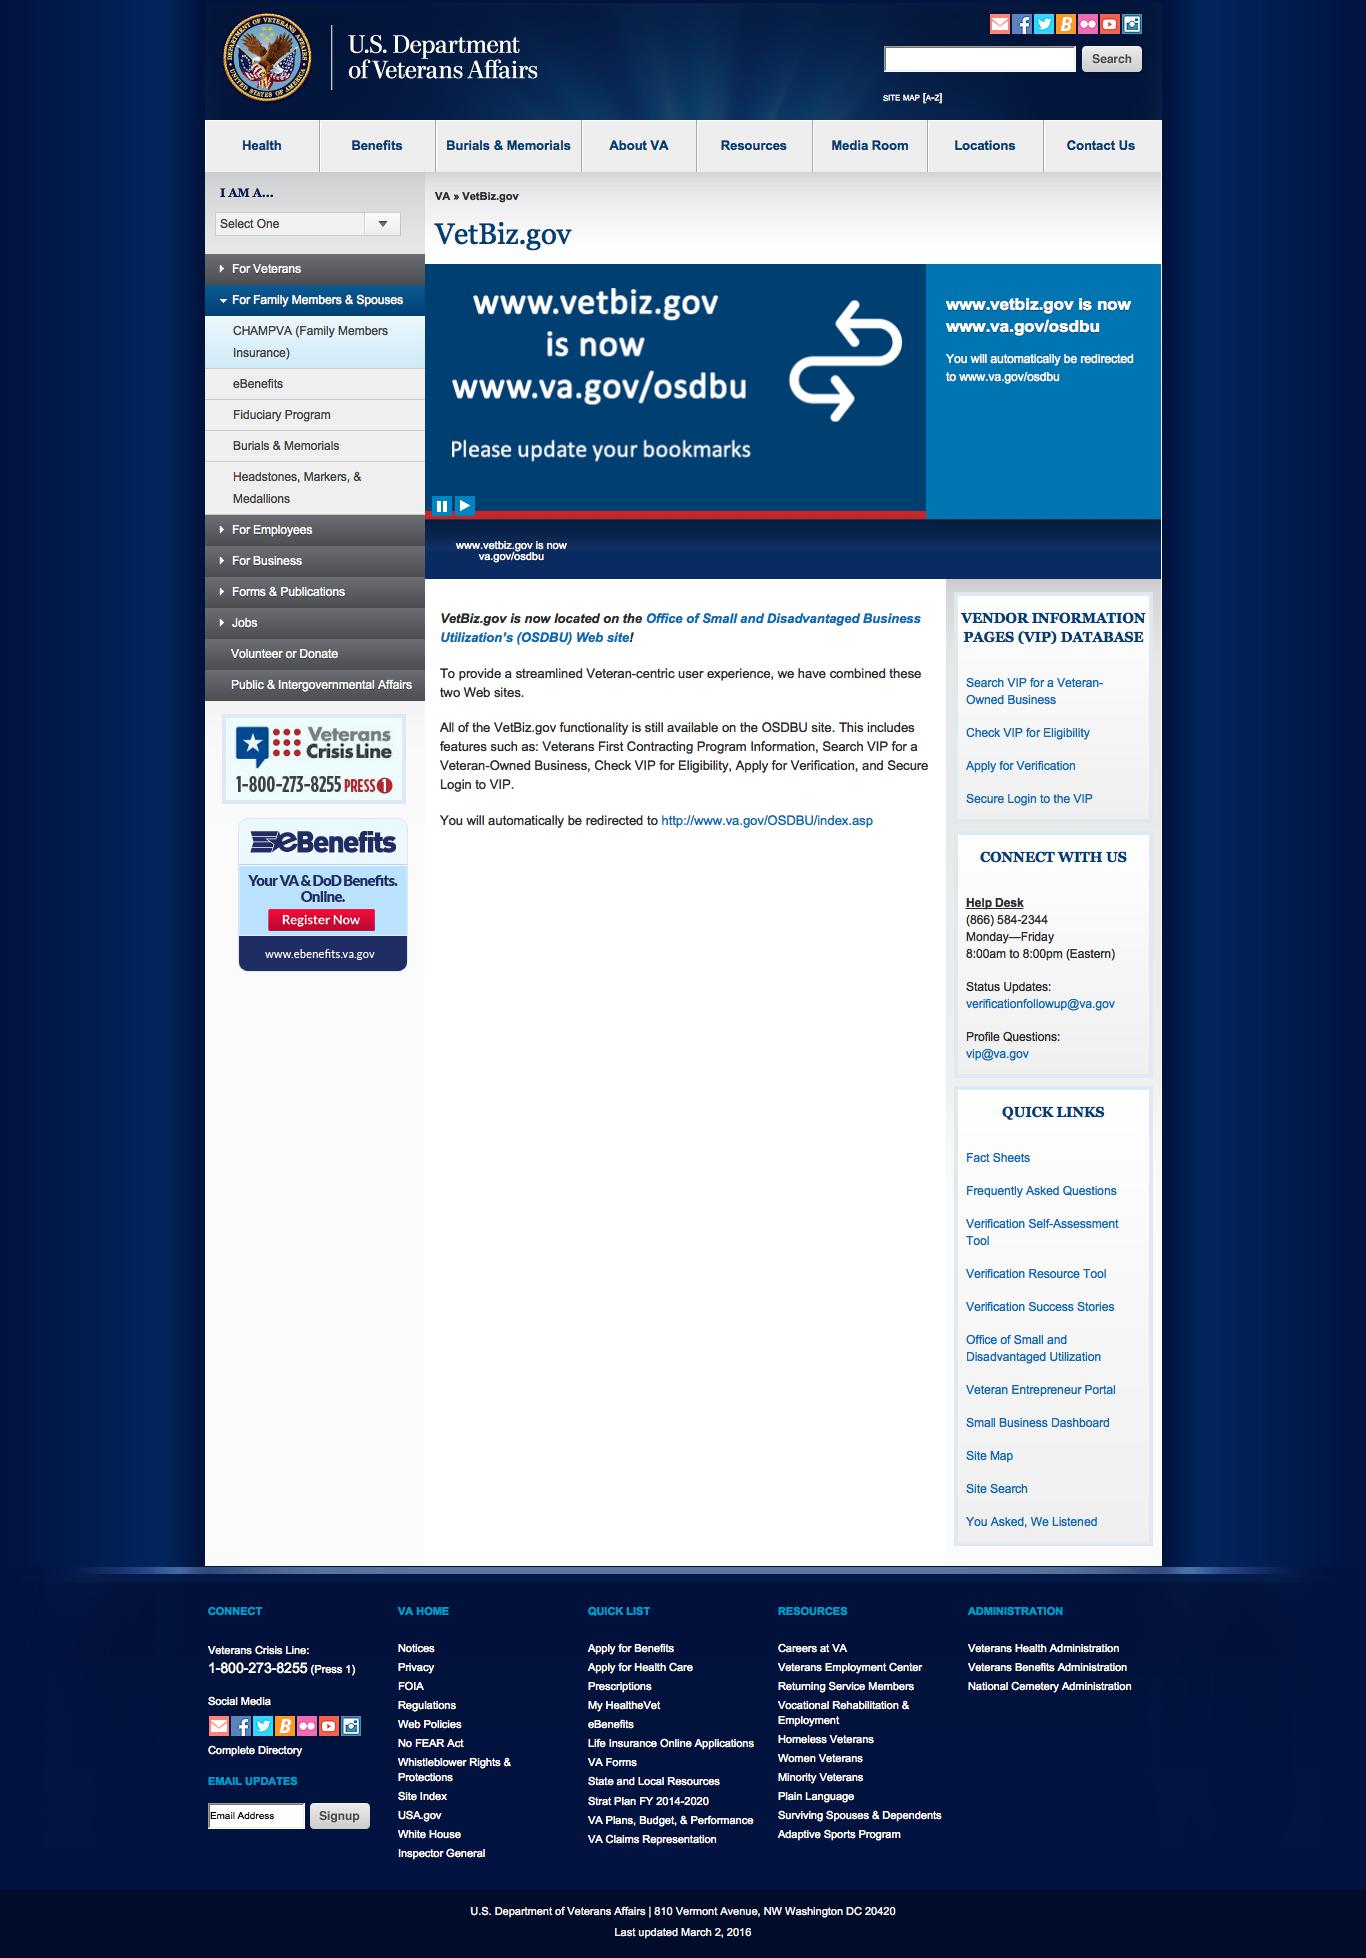 U.S. Department
of Veterans Affairs
Search
SITE MAP [A-Z]
Health
Benefits
Burials & Memorials
About VA
Resources
Media Room
Locations
Contact Us
I AM A...
Select One
For Veterans
For Family Members & Spouses
CHAMPVA (Family Members
Insurance)
eBenefits
Fiduciary Program
Burials & Memorials
Headstones, Markers, &
Medallions
For Employees
For Business
Forms & Publications
Jobs
Volunteer or Donate
Public & Intergovernmental Affairs
Veterans
Crisis Line
1-800-273-8255 PRESS 1
eBenefits
Your VA & DoD Benefits.
Online.
Register Now
www.ebenefits.va.gov
VA » VetBiz.gov
VetBiz.gov
www.vetbiz.gov
is now
www.va.gov/osdbu
Please update your bookmarks
www.vetbiz.gov is now
www.va.gov/osdbu
You will automatically be redirected
to www.va.gov/osdbu
www.vetbiz.gov is now
va.gov/osdbu
VetBiz.gov is now located on the Office of Small and Disadvantaged Business
Utilization's (OSDBU) Web site!
To provide a streamlined Veteran-centric user experience, we have combined these
two Web sites.
All of the VetBiz.gov functionality is still available on the OSDBU site. This includes
features such as: Veterans First Contracting Program Information, Search VIP for a
Veteran-Owned Business, Check VIP for Eligibility, Apply for Verification, and Secure
Login to VIP.
You will automatically be redirected to http://www.va.gov/OSDBU/index.asp
VENDOR INFORMATION
PAGES (VIP) DATABASE
Search VIP for a Veteran-
Owned Business
Check VIP for Eligibility
Apply for Verification
Secure Login to the VIP
CONNECT WITH US
Help Desk
(866) 584-2344
Monday—Friday
8:00am to 8:00pm (Eastern)
Status Updates:
verificationfollowup@va.gov
Profile Questions:
vip@va.gov
QUICK LINKS
Fact Sheets
Frequently Asked Questions
Verification Self-Assessment
Tool
Verification Resource Tool
Verification Success Stories
Office of Small and
Disadvantaged Utilization
Veteran Entrepreneur Portal
Small Business Dashboard
Site Map
Site Search
You Asked, We Listened
CONNECT
Veterans Crisis Line:
1-800-273-8255 (Press 1)
Social Media
Complete Directory
EMAIL UPDATES
Email Address
Signup
VA HOME
Notices
Privacy
FOIA
Regulations
Web Policies
No FEAR Act
Whistleblower Rights &
Protections
Site Index
USA.gov
White House
Inspector General
QUICK LIST
Apply for Benefits
Apply for Health Care
Prescriptions
My HealtheVet
eBenefits
Life Insurance Online Applications
VA Forms
State and Local Resources
Strat Plan FY 2014-2020
VA Plans, Budget, & Performance
VA Claims Representation
RESOURCES
Careers at VA
Veterans Employment Center
Returning Service Members
Vocational Rehabilitation &
Employment
Homeless Veterans
Women Veterans
Minority Veterans
Plain Language
Surviving Spouses & Dependents
Adaptive Sports Program
ADMINISTRATION
Veterans Health Administration
Veterans Benefits Administration
National Cemetery Administration
U.S. Department of Veterans Affairs | 810 Vermont Avenue, NW Washington DC 20420
Last updated March 2, 2016